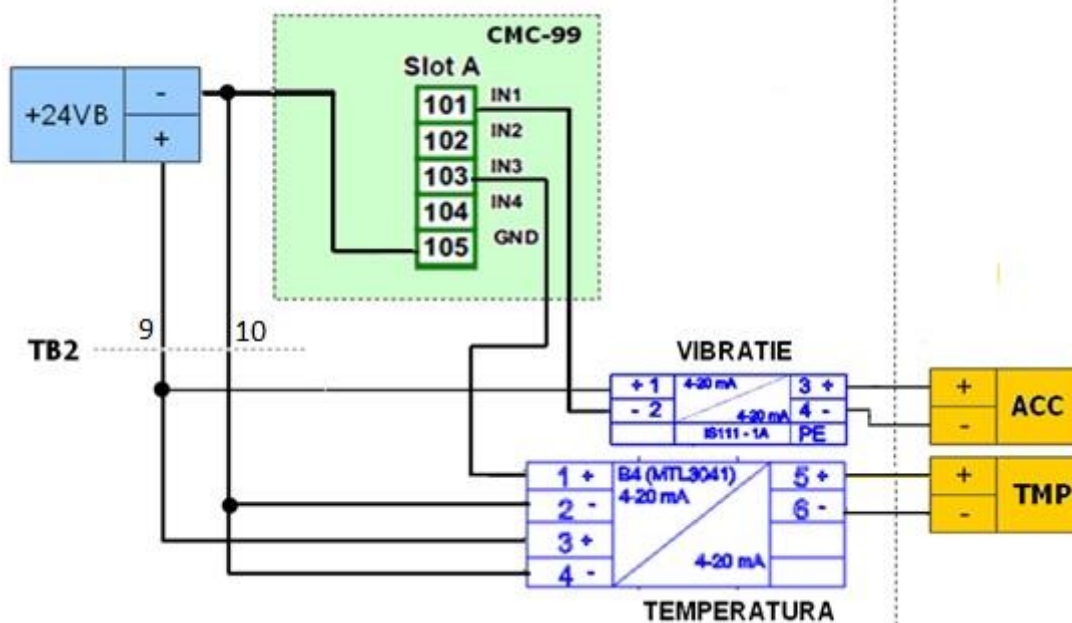 CMC-99
Slot A
+24VB
-
+
101 IN1
102 IN2
103 IN3
104 IN4
105 GND
9 10
TB2
VIBRATIE
+ 1 4-20 mA 3 +
- 2 4-20 mA 4 -
IS111 - 1A PE
+ ACC
-
1 + B4 (MTL3041) 5 +
2 - 4-20 mA 6 -
3 +
4 - 4-20 mA
+ TMP
-
TEMPERATURA